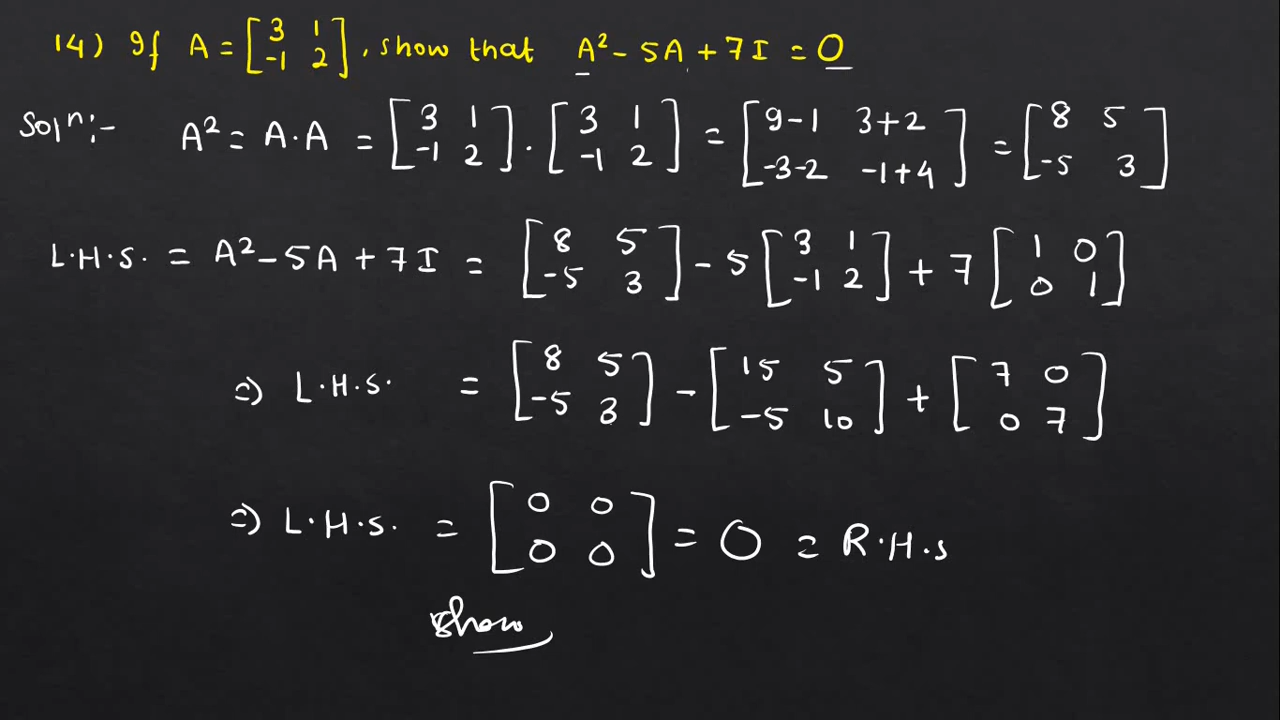 14) If A = [3 1; -1 2], show that A² - 5A + 7I = O
Solⁿ:- A² = A·A = [3 1; -1 2] · [3 1; -1 2] = [9-1 3+2; -3-2 -1+4] = [8 5; -5 3]
L.H.S. = A² - 5A + 7I = [8 5; -5 3] - 5 [3 1; -1 2] + 7 [1 0; 0 1]
⇒ L.H.S. = [8 5; -5 3] - [15 5; -5 10] + [7 0; 0 7]
⇒ L.H.S. = [0 0; 0 0] = O = R.H.S
show